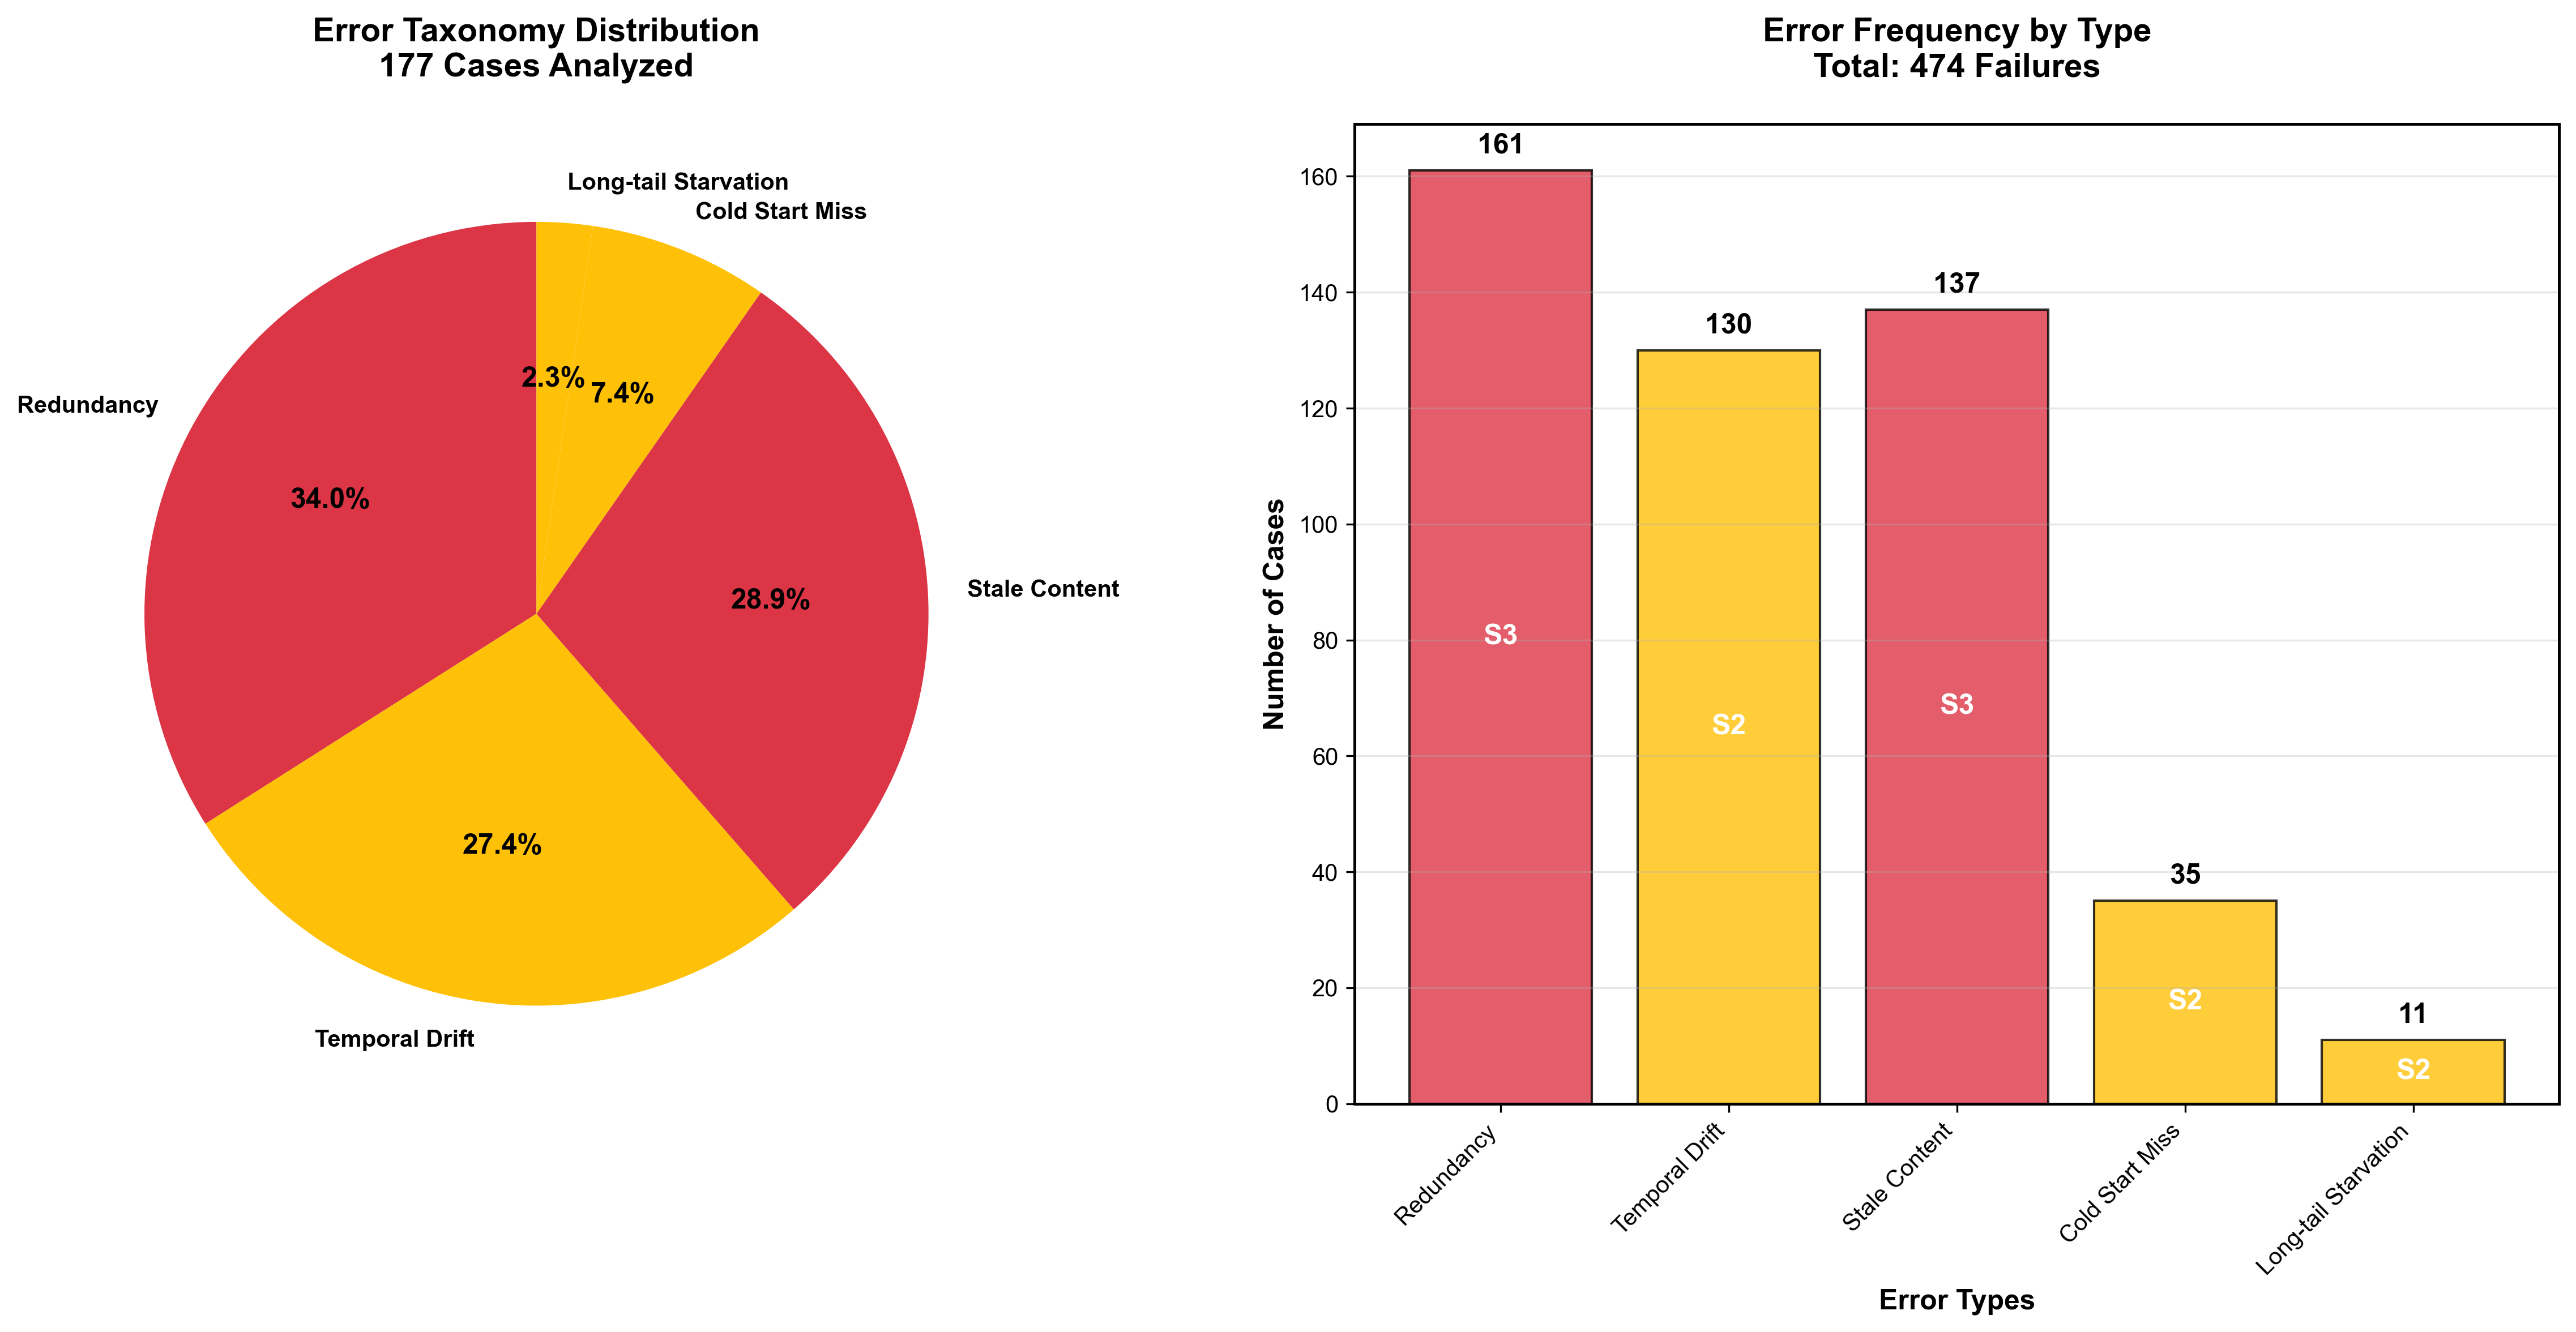 Error Taxonomy Distribution
177 Cases Analyzed
Long-tail Starvation
Cold Start Miss
2.3%
7.4%
Redundancy
34.0%
28.9%
Stale Content
27.4%
Temporal Drift
Error Frequency by Type
Total: 474 Failures
Number of Cases
160
140
120
100
80
60
40
20
0
161
130
137
35
11
S3
S2
S3
S2
S2
Redundancy
Temporal Drift
Stale Content
Cold Start Miss
Long-tail Starvation
Error Types